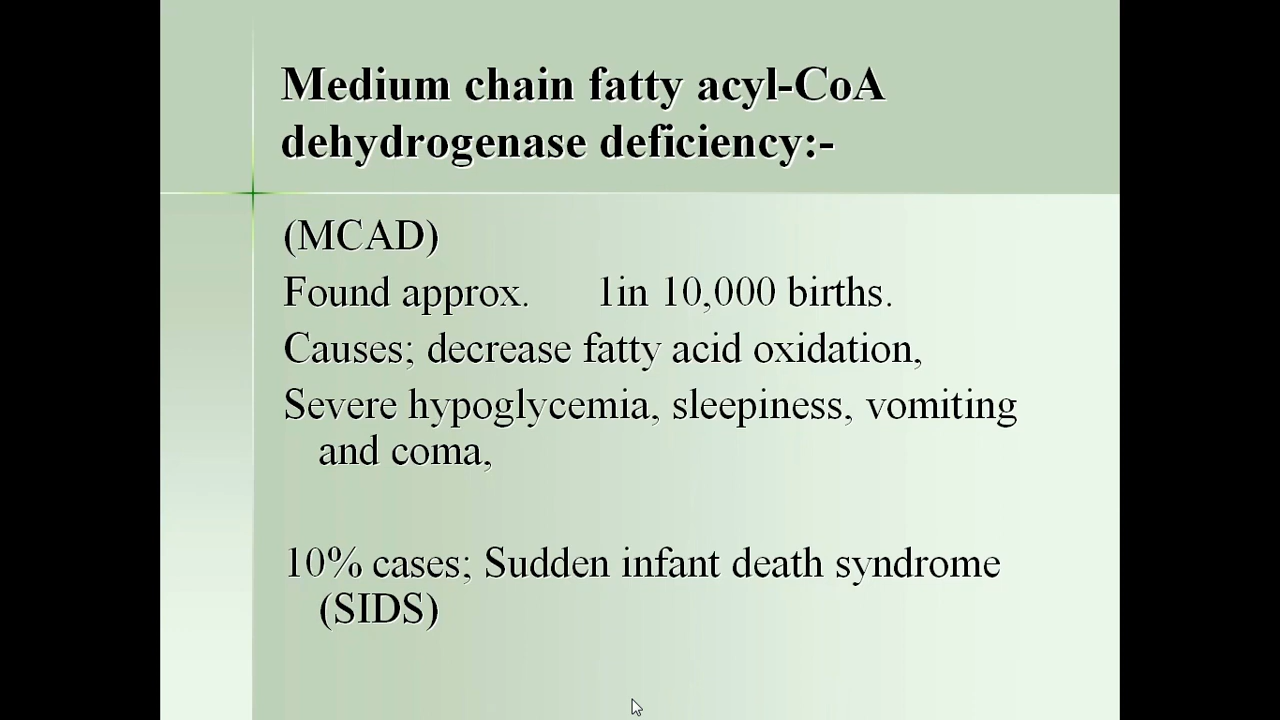 Medium chain fatty acyl-CoA
dehydrogenase deficiency:-
(MCAD)
Found approx. 1in 10,000 births.
Causes; decrease fatty acid oxidation,
Severe hypoglycemia, sleepiness, vomiting
and coma,
10% cases; Sudden infant death syndrome
(SIDS)